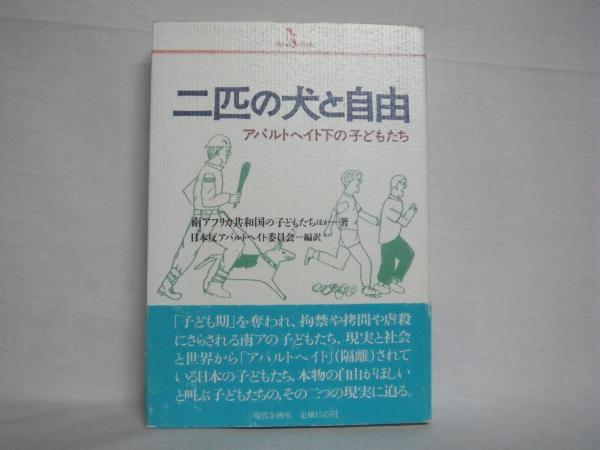 二匹の犬と自由
アパルトヘイト下の子どもたち
南アフリカ共和国の子どもたちほか―著
日本反アパルトヘイト委員会―編訳
「子ども期」を奪われ、拘禁や拷問や虐殺
にさらされる南アの子どもたち、現実と社会
と世界から「アパルトヘイト」(隔離)されて
いる日本の子どもたち、本物の自由がほしい
と叫ぶ子どもたちの、その二つの現実に迫る。
現代企画室 定価1545円